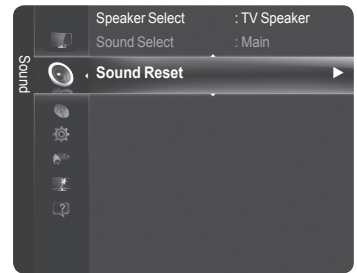 Sound
Speaker Select : TV Speaker
Sound Select : Main
Sound Reset